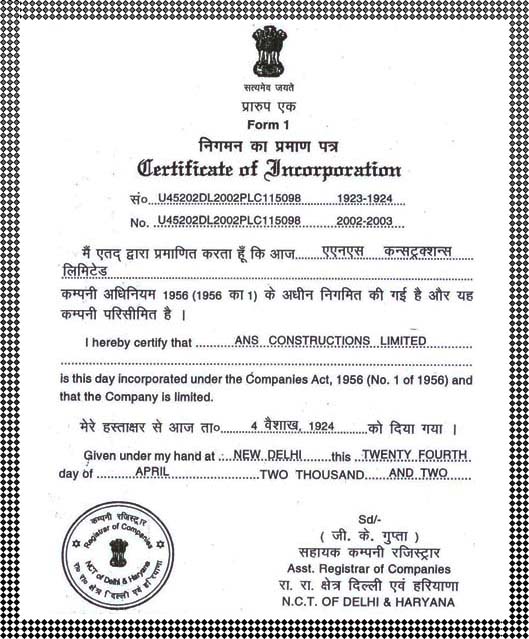 सत्यमेव जयते
प्रारुप एक
Form 1
निगमन का प्रमाण पत्र
Certificate of Incorporation
सं० U45202DL2002PLC115098 1923-1924
No. U45202DL2002PLC115098 2002-2003
मैं एतद् द्वारा प्रमाणित करता हूँ कि आज एएनएस कन्सट्रक्शन्स
लिमिटेड
कम्पनी अधिनियम 1956 (1956 का 1) के अधीन निगमित की गई है और यह
कम्पनी परिसीमित है ।
I hereby certify that ANS CONSTRUCTIONS LIMITED
is this day incorporated under the Companies Act, 1956 (No. 1 of 1956) and
that the Company is limited.
मेरे हस्ताक्षर से आज ता० 4 वैशाख, 1924 को दिया गया ।
Given under my hand at NEW DELHI this TWENTY FOURTH
day of APRIL TWO THOUSAND AND TWO
कम्पनी रजिस्ट्रार
Registrar of Companies
N.C.T. of Delhi & Haryana
रा० रा० क्षेत्र दिल्ली एवं हरियाणा
Sd/-
( जी. के. गुप्ता )
सहायक कम्पनी रजिस्ट्रार
Asst. Registrar of Companies
रा. रा. क्षेत्र दिल्ली एवं हरियाणा
N.C.T. OF DELHI & HARYANA